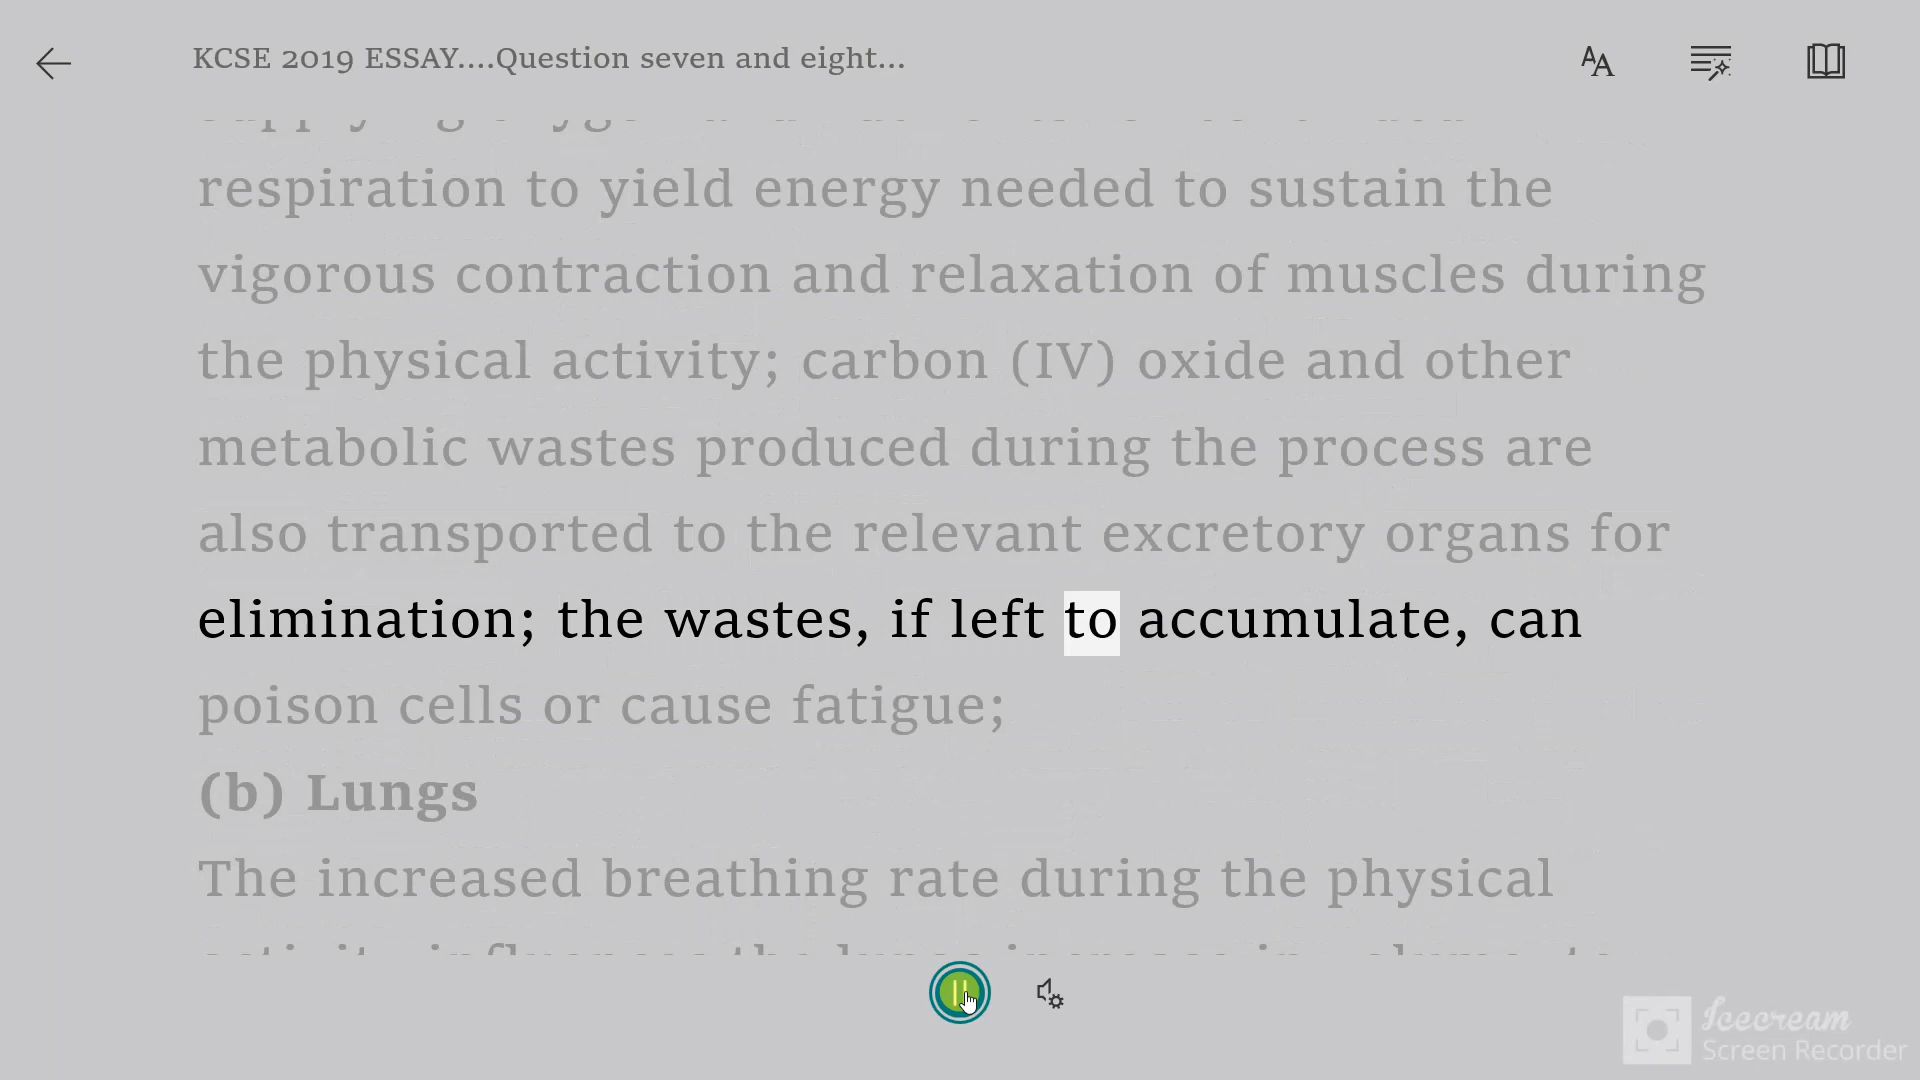 KCSE 2019 ESSAY....Question seven and eight...
respiration to yield energy needed to sustain the
vigorous contraction and relaxation of muscles during
the physical activity; carbon (IV) oxide and other
metabolic wastes produced during the process are
also transported to the relevant excretory organs for
elimination; the wastes, if left to accumulate, can
poison cells or cause fatigue;
(b) Lungs
The increased breathing rate during the physical
Icecream
Screen Recorder